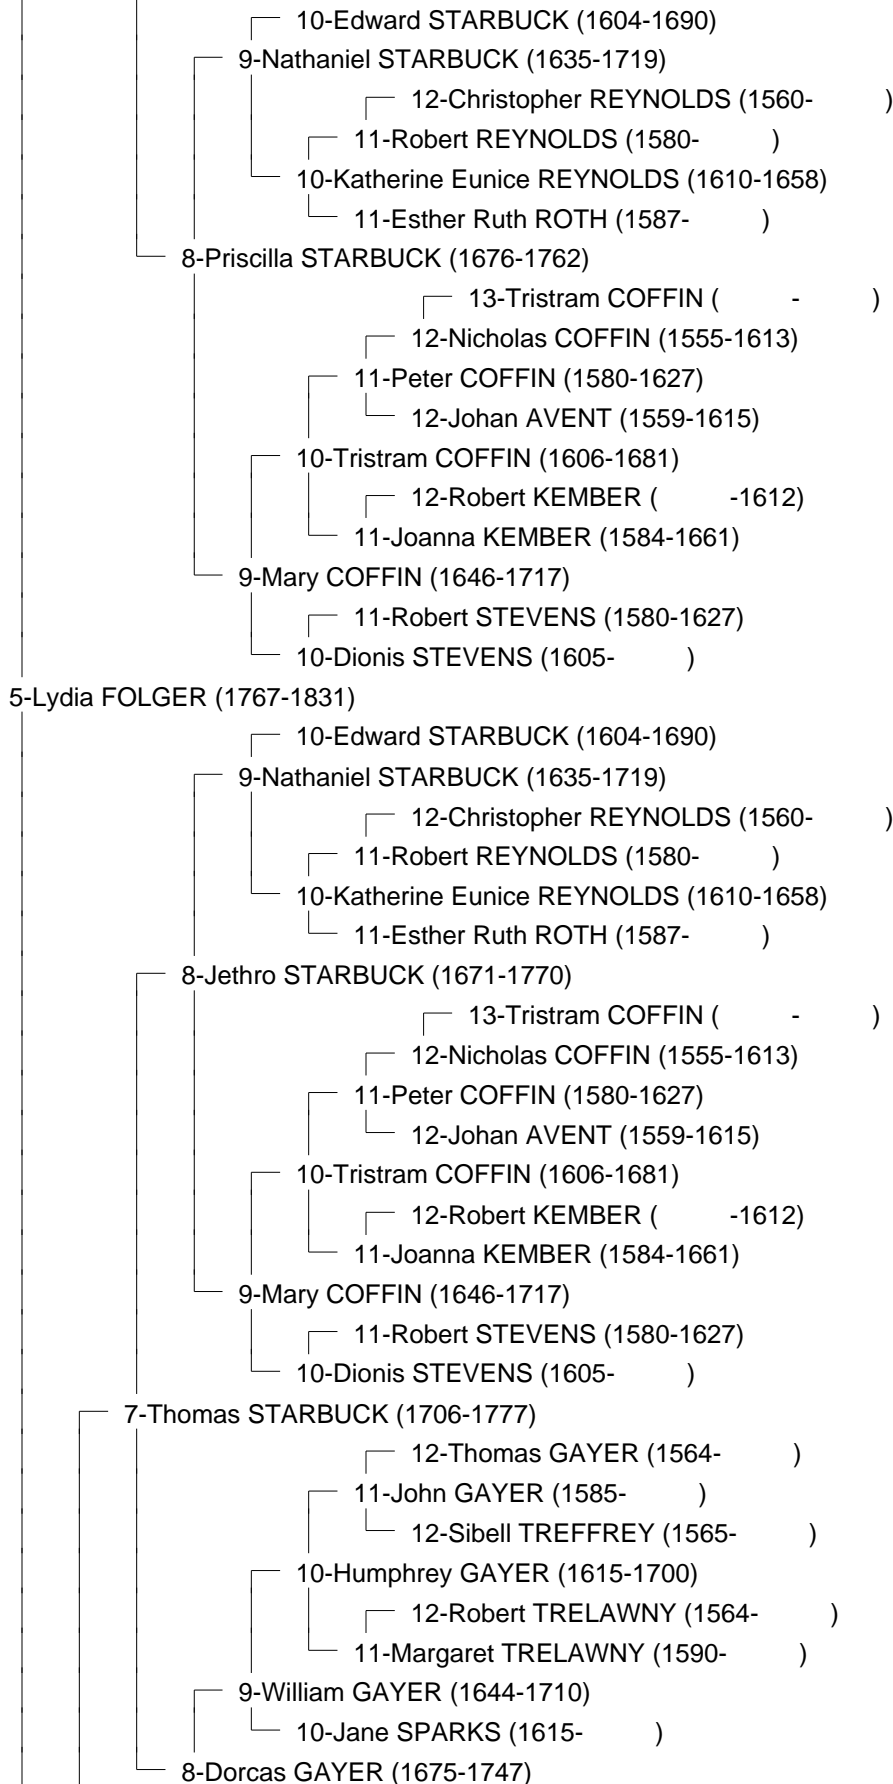 10-Edward STARBUCK (1604-1690)
9-Nathaniel STARBUCK (1635-1719)
12-Christopher REYNOLDS (1560- )
11-Robert REYNOLDS (1580- )
10-Katherine Eunice REYNOLDS (1610-1658)
11-Esther Ruth ROTH (1587- )
8-Priscilla STARBUCK (1676-1762)
13-Tristram COFFIN ( - )
12-Nicholas COFFIN (1555-1613)
11-Peter COFFIN (1580-1627)
12-Johan AVENT (1559-1615)
10-Tristram COFFIN (1606-1681)
12-Robert KEMBER ( -1612)
11-Joanna KEMBER (1584-1661)
9-Mary COFFIN (1646-1717)
11-Robert STEVENS (1580-1627)
10-Dionis STEVENS (1605- )
5-Lydia FOLGER (1767-1831)
10-Edward STARBUCK (1604-1690)
9-Nathaniel STARBUCK (1635-1719)
12-Christopher REYNOLDS (1560- )
11-Robert REYNOLDS (1580- )
10-Katherine Eunice REYNOLDS (1610-1658)
11-Esther Ruth ROTH (1587- )
8-Jethro STARBUCK (1671-1770)
13-Tristram COFFIN ( - )
12-Nicholas COFFIN (1555-1613)
11-Peter COFFIN (1580-1627)
12-Johan AVENT (1559-1615)
10-Tristram COFFIN (1606-1681)
12-Robert KEMBER ( -1612)
11-Joanna KEMBER (1584-1661)
9-Mary COFFIN (1646-1717)
11-Robert STEVENS (1580-1627)
10-Dionis STEVENS (1605- )
7-Thomas STARBUCK (1706-1777)
12-Thomas GAYER (1564- )
11-John GAYER (1585- )
12-Sibell TREFFREY (1565- )
10-Humphrey GAYER (1615-1700)
12-Robert TRELAWNY (1564- )
11-Margaret TRELAWNY (1590- )
9-William GAYER (1644-1710)
10-Jane SPARKS (1615- )
8-Dorcas GAYER (1675-1747)